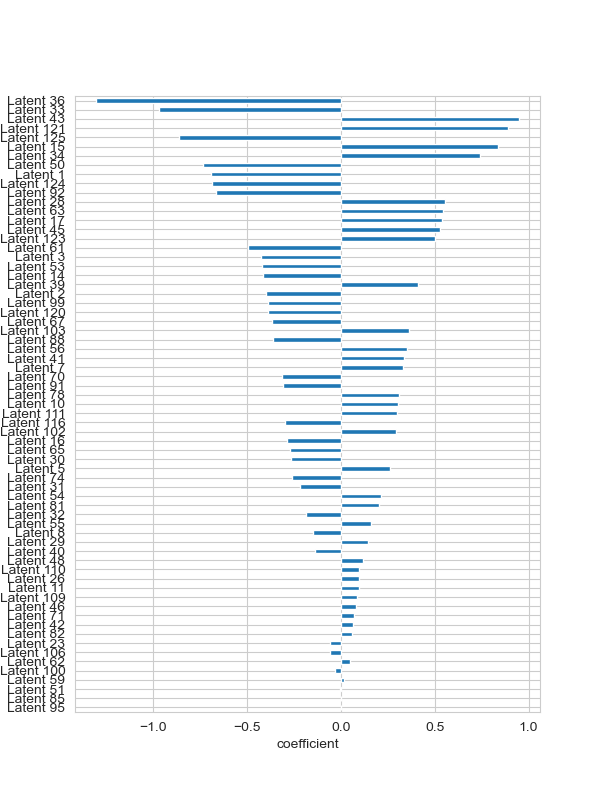 Latent 36
Latent 33
Latent 43
Latent 121
Latent 125
Latent 15
Latent 34
Latent 50
Latent 1
Latent 124
Latent 92
Latent 28
Latent 63
Latent 17
Latent 45
Latent 123
Latent 61
Latent 3
Latent 53
Latent 14
Latent 39
Latent 2
Latent 99
Latent 120
Latent 67
Latent 103
Latent 88
Latent 56
Latent 41
Latent 7
Latent 70
Latent 91
Latent 78
Latent 10
Latent 111
Latent 116
Latent 102
Latent 16
Latent 65
Latent 30
Latent 5
Latent 74
Latent 31
Latent 54
Latent 81
Latent 32
Latent 55
Latent 8
Latent 29
Latent 40
Latent 48
Latent 110
Latent 26
Latent 11
Latent 109
Latent 46
Latent 71
Latent 42
Latent 82
Latent 23
Latent 106
Latent 62
Latent 100
Latent 59
Latent 51
Latent 85
Latent 95
−1.0 −0.5 0.0 0.5 1.0
coefficient